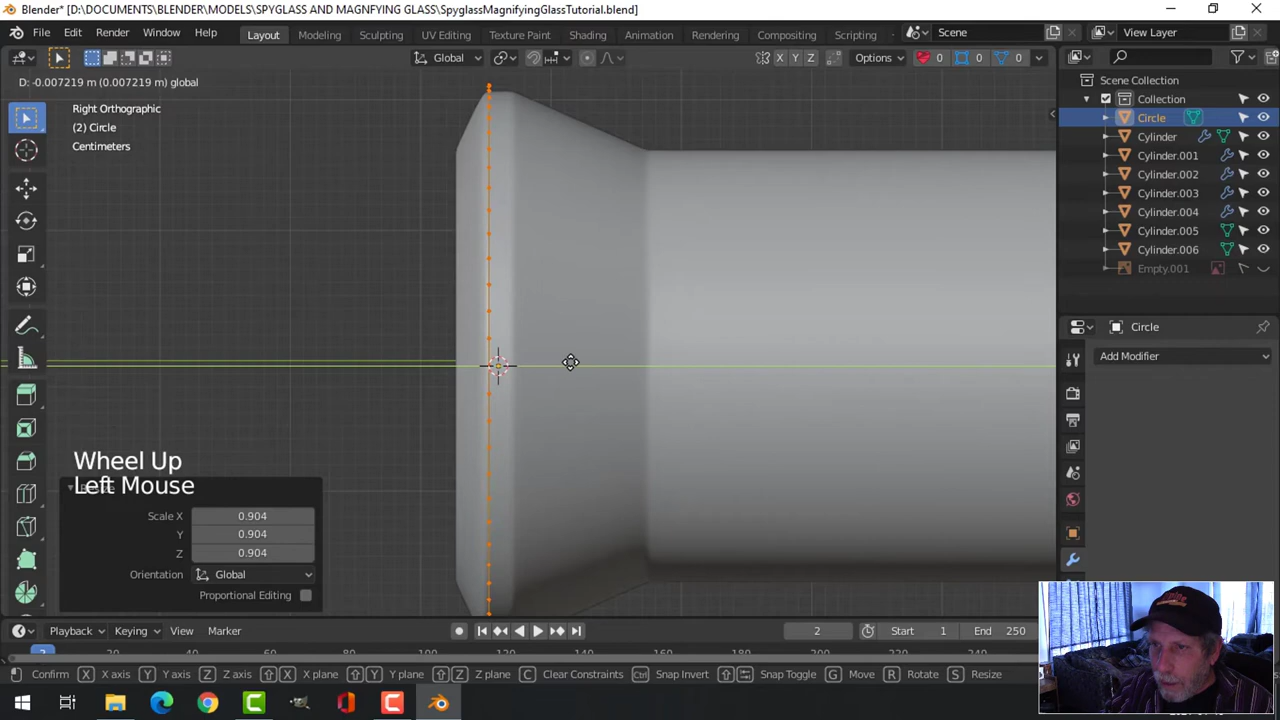 Blender* [D:\DOCUMENTS\BLENDER\MODELS\SPYGLASS AND MAGNFYING GLASS\SpyglassMagnifyingGlassTutorial.blend]
File Edit Render Window Help Layout Modeling Sculpting UV Editing Texture Paint Shading Animation Rendering Compositing Scripting Scene View Layer
Global X Y Z Options 0 0 0
D: -0.007219 m (0.007219 m) global
Scene Collection
Collection
Circle
Cylinder
Cylinder.001
Cylinder.002
Cylinder.003
Cylinder.004
Cylinder.005
Cylinder.006
Empty.001
Right Orthographic
(2) Circle
Centimeters
Circle
Add Modifier
Wheel Up
Left Mouse
Scale X 0.904
Y 0.904
Z 0.904
Orientation Global
Proportional Editing
Playback Keying View Marker 2 Start 1 End 250
2
Confirm X X axis Y Y axis Z Z axis X X plane Y Y plane Z Z plane C Clear Constraints Ctrl Snap Invert Snap Toggle G Move R Rotate S Resize